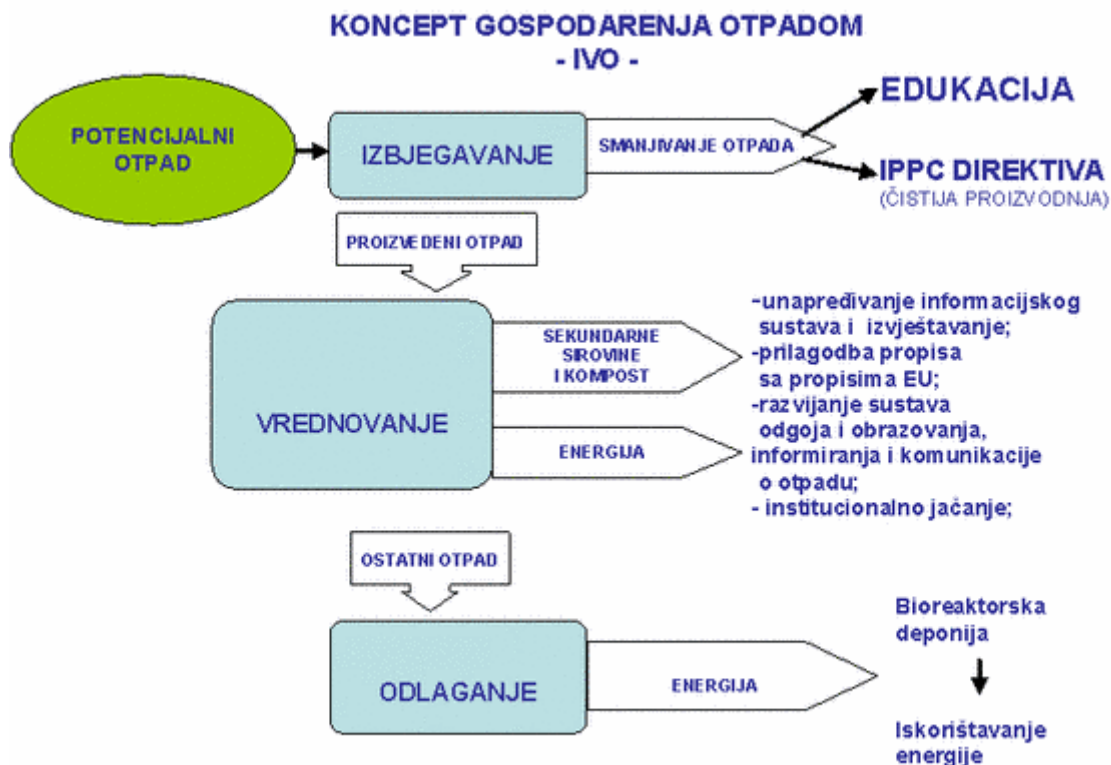 KONCEPT GOSPODARENJA OTPADOM
- IVO -
POTENCIJALNI
OTPAD
IZBJEGAVANJE
SMANJIVANJE OTPADA
EDUKACIJA
IPPC DIREKTIVA
(ČISTIJA PROIZVODNJA)
PROIZVEDENI OTPAD
VREDNOVANJE
SEKUNDARNE
SIROVINE
I KOMPOST
ENERGIJA
-unapređivanje informacijskog
sustava i izvještavanje;
-prilagodba propisa
sa propisima EU;
-razvijanje sustava
odgoja i obrazovanja,
informiranja i komunikacije
o otpadu;
- institucionalno jačanje;
OSTATNI OTPAD
ODLAGANJE
ENERGIJA
Bioreaktorska
deponija
Iskorištavanje
energije